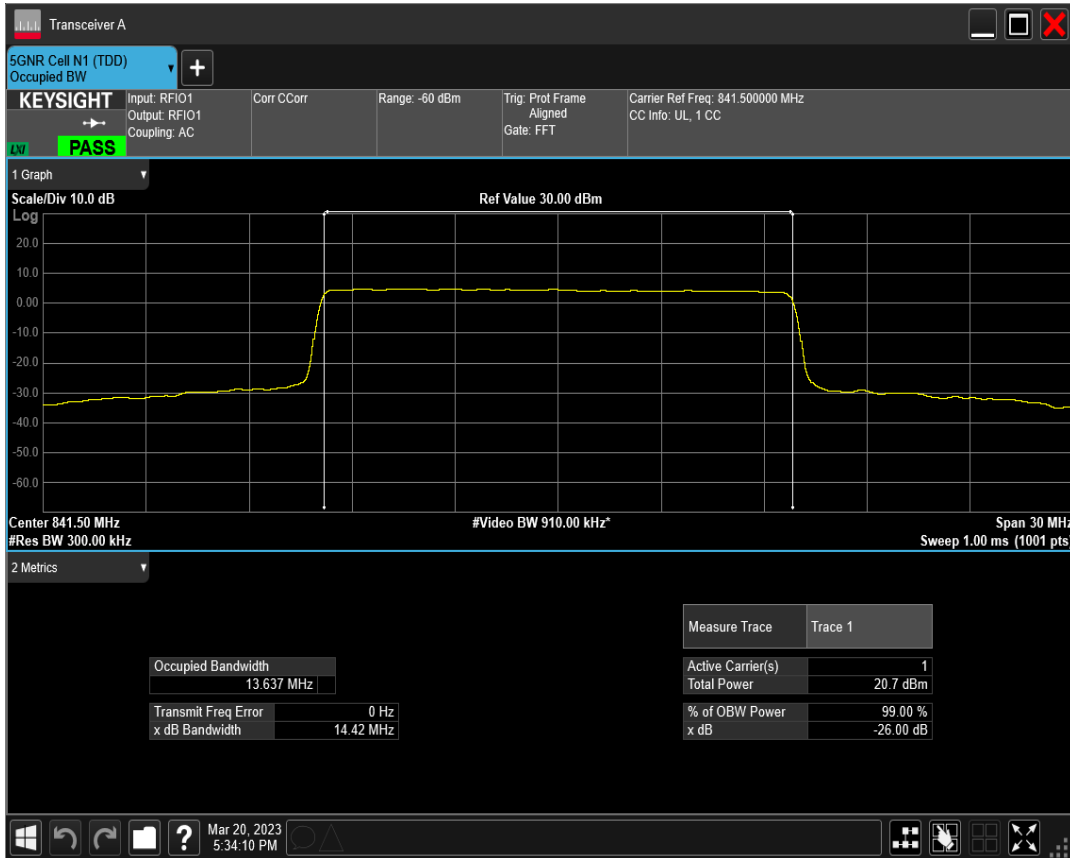 Transceiver A
5GNR Cell N1 (TDD)
Occupied BW
+
KEYSIGHT
LXI
PASS
Input: RFIO1
Output: RFIO1
Coupling: AC
Corr CCorr
Range: -60 dBm
Trig: Prot Frame
Aligned
Gate: FFT
Carrier Ref Freq: 841.500000 MHz
CC Info: UL, 1 CC
1 Graph
Scale/Div 10.0 dB
Ref Value 30.00 dBm
Log
20.0
10.0
0.00
-10.0
-20.0
-30.0
-40.0
-50.0
-60.0
Center 841.50 MHz
#Video BW 910.00 kHz*
Span 30 MHz
#Res BW 300.00 kHz
Sweep 1.00 ms (1001 pts)
2 Metrics
Measure Trace Trace 1
Occupied Bandwidth
13.637 MHz
Transmit Freq Error 0 Hz
x dB Bandwidth 14.42 MHz
Active Carrier(s) 1
Total Power 20.7 dBm
% of OBW Power 99.00 %
x dB -26.00 dB
?
Mar 20, 2023
5:34:10 PM